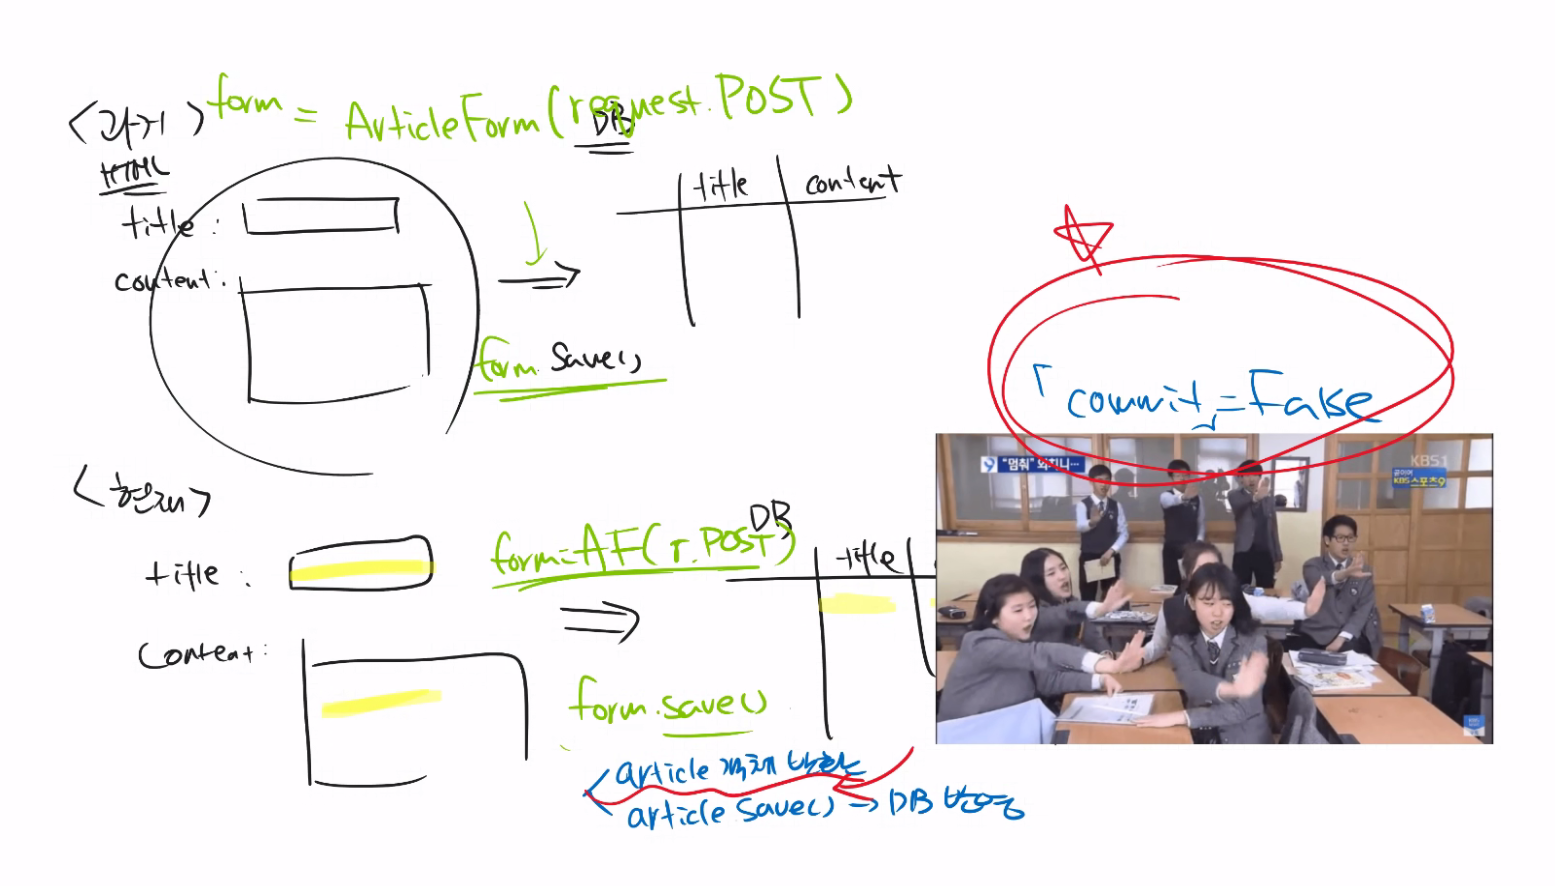 <과거> form = ArticleForm(request.POST)
HTML
DB
title :
title content
content :
form.save()
「commit=False
<현재>
"멈춰" 외치니...
KBS1
KBS스포츠9
DB
form=AF(r.POST)
title :
title
content :
form.save()
article 객체 반환
article save() → DB 반영